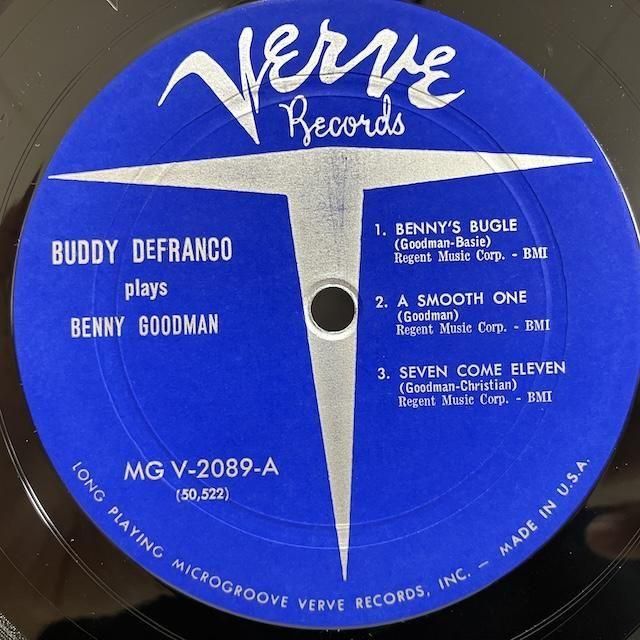 Verve
Records
BUDDY DeFRANCO
plays
BENNY GOODMAN
1. BENNY'S BUGLE
(Goodman-Basie)
Regent Music Corp. - BMI
2. A SMOOTH ONE
(Goodman)
Regent Music Corp. - BMI
3. SEVEN COME ELEVEN
(Goodman-Christian)
Regent Music Corp. - BMI
MG V-2089-A
(50,522)
LONG PLAYING MICROGROOVE VERVE RECORDS, INC. — MADE IN U.S.A.